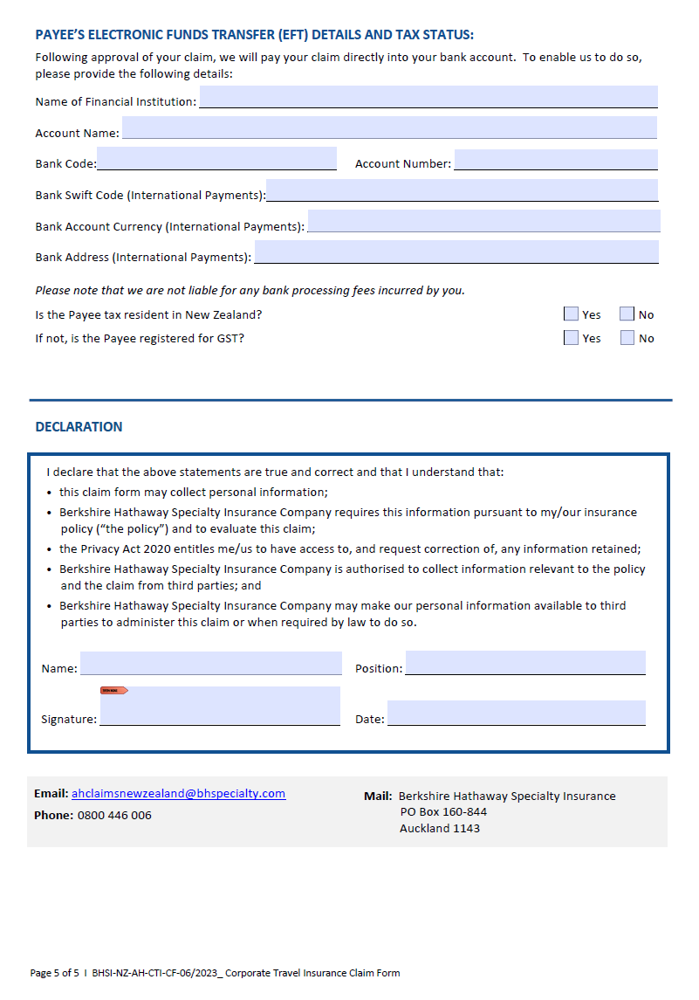 PAYEE’S ELECTRONIC FUNDS TRANSFER (EFT) DETAILS AND TAX STATUS:
Following approval of your claim, we will pay your claim directly into your bank account.  To enable us to do so,
please provide the following details:
Name of Financial Institution:
Account Name:
Bank Code: Account Number:
Bank Swift Code (International Payments):
Bank Account Currency (International Payments):
Bank Address (International Payments):
Please note that we are not liable for any bank processing fees incurred by you.
Is the Payee tax resident in New Zealand? Yes No
If not, is the Payee registered for GST? Yes No
DECLARATION
I declare that the above statements are true and correct and that I understand that:
• this claim form may collect personal information;
• Berkshire Hathaway Specialty Insurance Company requires this information pursuant to my/our insurance
policy (“the policy”) and to evaluate this claim;
• the Privacy Act 2020 entitles me/us to have access to, and request correction of, any information retained;
• Berkshire Hathaway Specialty Insurance Company is authorised to collect information relevant to the policy
and the claim from third parties; and
• Berkshire Hathaway Specialty Insurance Company may make our personal information available to third
parties to administer this claim or when required by law to do so.
Name: Position:
Signature: Date:
Email: ahclaimsnewzealand@bhspecialty.com
Phone: 0800 446 006
Mail: Berkshire Hathaway Specialty Insurance
PO Box 160-844
Auckland 1143
Page 5 of 5 I BHSI-NZ-AH-CTI-CF-06/2023_ Corporate Travel Insurance Claim Form